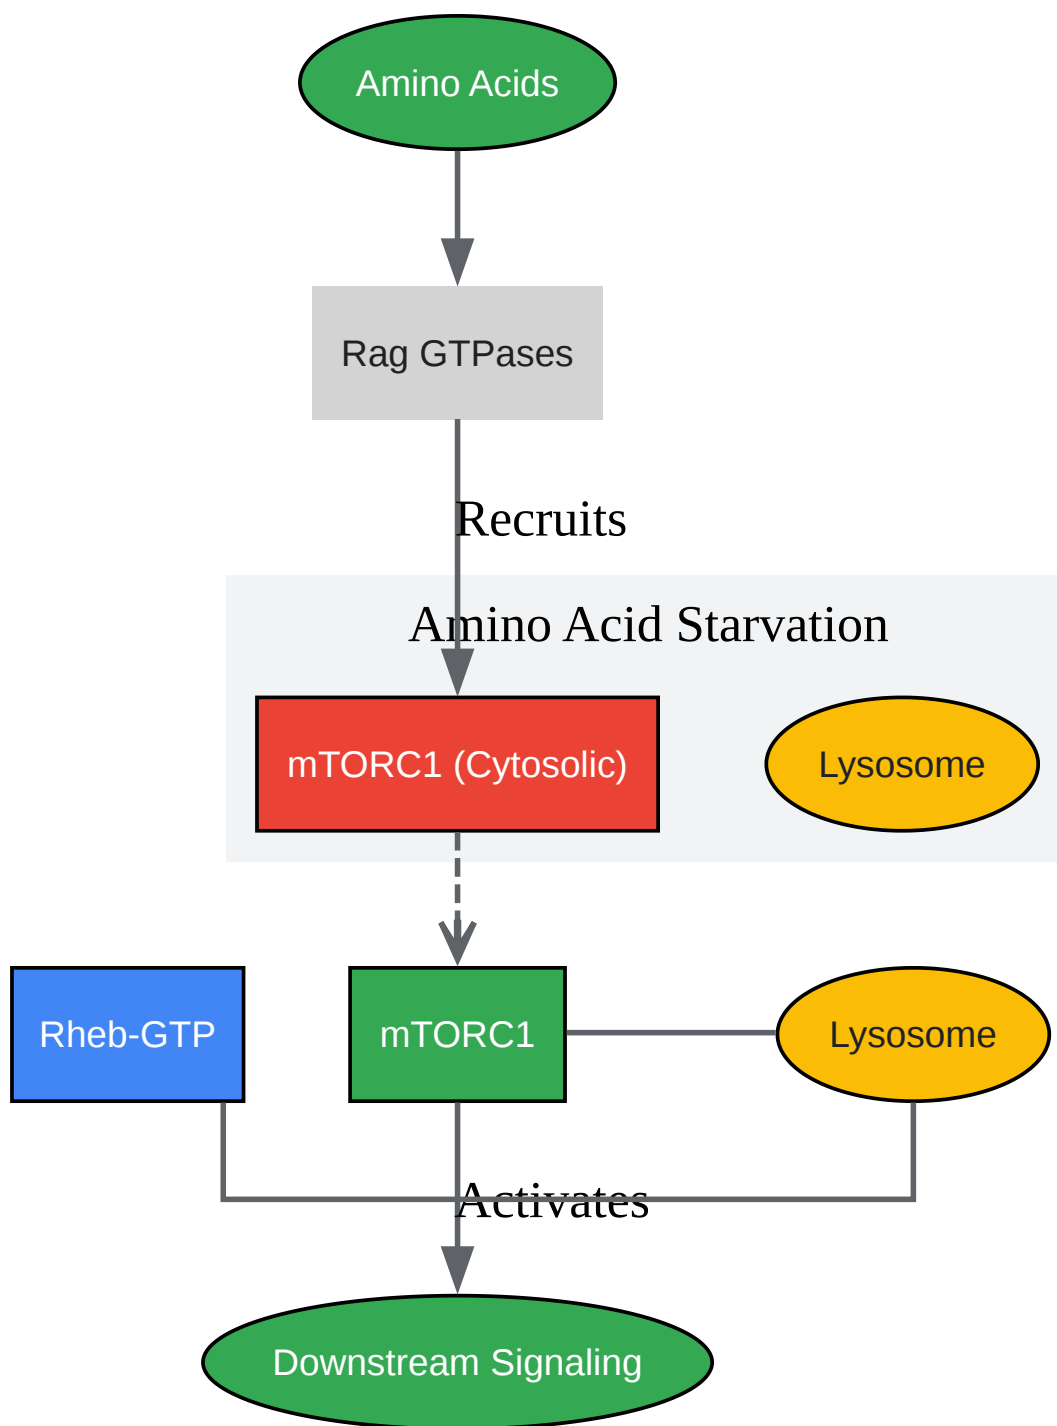 Amino Acids
Rag GTPases
Recruits
Amino Acid Starvation
mTORC1 (Cytosolic)
Lysosome
Rheb-GTP
mTORC1
Lysosome
Activates
Downstream Signaling